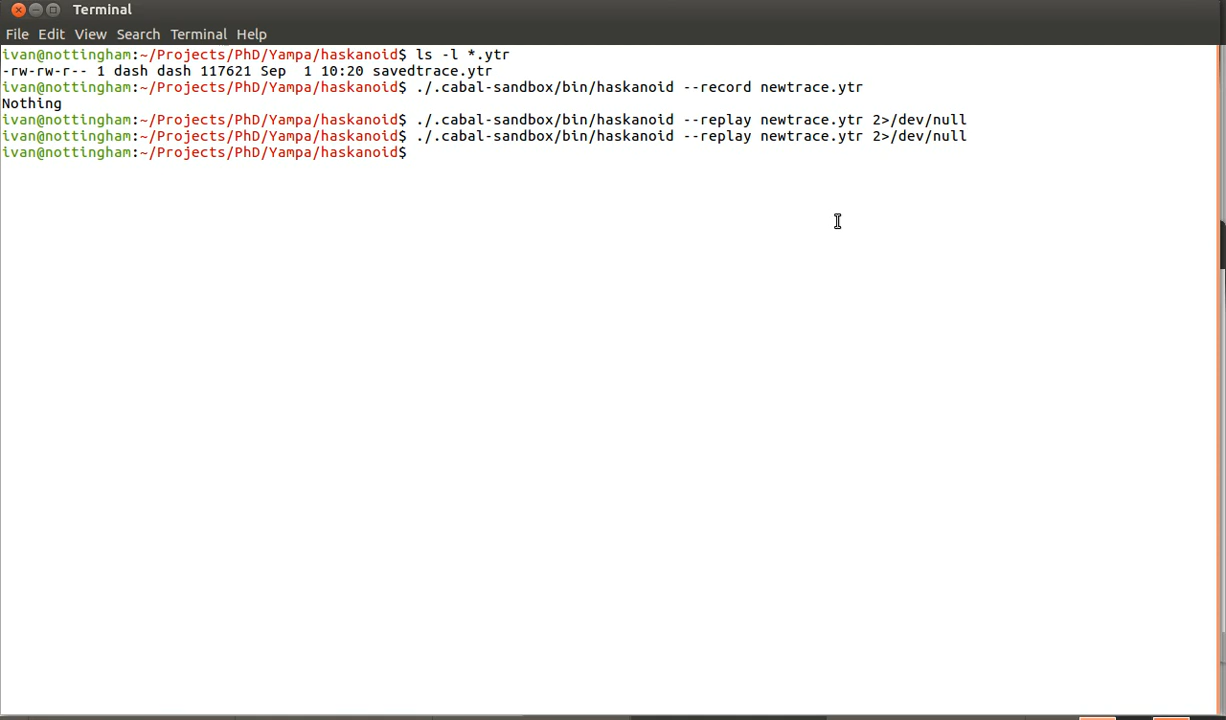 Terminal
File Edit View Search Terminal Help
ivan@nottingham:~/Projects/PhD/Yampa/haskanoid$ ls -l *.ytr
-rw-rw-r-- 1 dash dash 117621 Sep  1 10:20 savedtrace.ytr
ivan@nottingham:~/Projects/PhD/Yampa/haskanoid$ ./.cabal-sandbox/bin/haskanoid --record newtrace.ytr
Nothing
ivan@nottingham:~/Projects/PhD/Yampa/haskanoid$ ./.cabal-sandbox/bin/haskanoid --replay newtrace.ytr 2>/dev/null
ivan@nottingham:~/Projects/PhD/Yampa/haskanoid$ ./.cabal-sandbox/bin/haskanoid --replay newtrace.ytr 2>/dev/null
ivan@nottingham:~/Projects/PhD/Yampa/haskanoid$